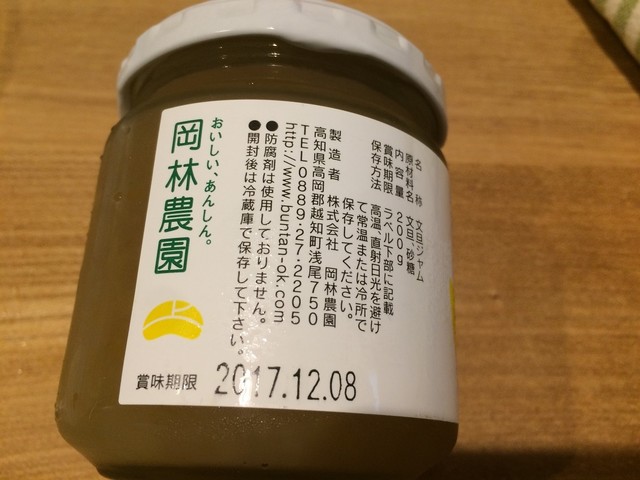 名　称　文旦ジャム
原材料名　文旦、砂糖
内容量　200g
賞味期限　ラベル下部に記載
保存方法　高温、直射日光を避け
て常温または冷所で
保存してください。
製造者　株式会社　岡林農園
高知県高岡郡越知町浅尾750
TEL0889-27-2205
http://www.buntan-ok.com
●防腐剤は使用しておりません。
●開封後は冷蔵庫で保存して下さい。
おいしい、あんしん。
岡林農園
賞味期限 2017.12.08